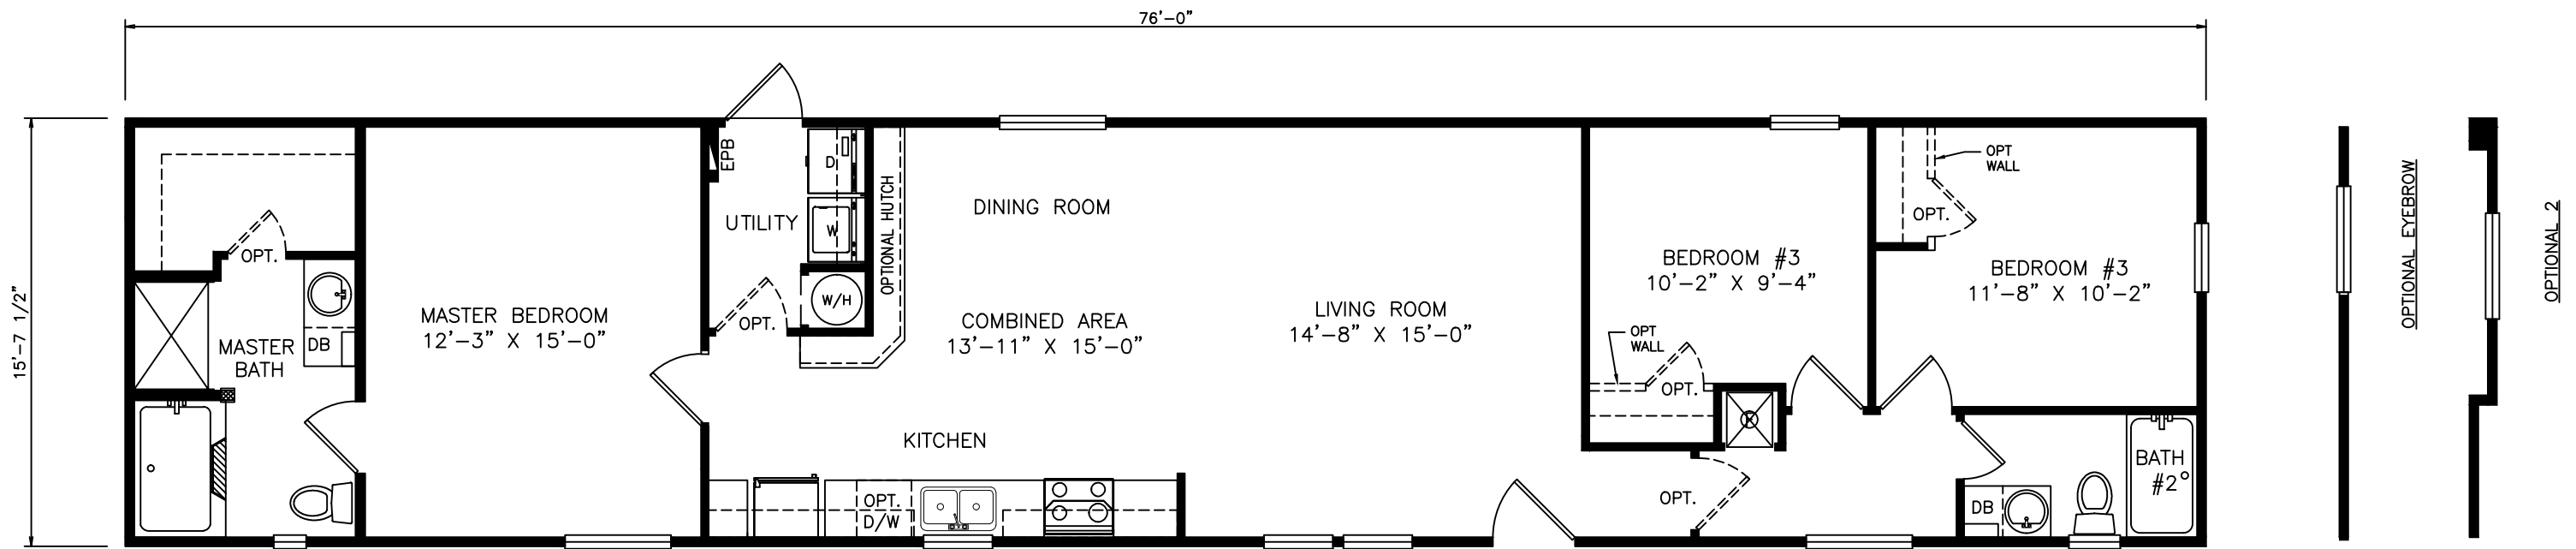 76'-0"
15'-7 1/2"
OPT.
MASTER
BATH
DB
MASTER BEDROOM
12'-3" X 15'-0"
EPB
UTILITY
D
W
W/H
OPT.
OPTIONAL HUTCH
DINING ROOM
COMBINED AREA
13'-11" X 15'-0"
KITCHEN
OPT.
D/W
LIVING ROOM
14'-8" X 15'-0"
BEDROOM #3
10'-2" X 9'-4"
OPT
WALL
OPT.
OPT.
OPT
WALL
OPT.
BEDROOM #3
11'-8" X 10'-2"
BATH
#2
DB
OPTIONAL EYEBROW
OPTIONAL 2